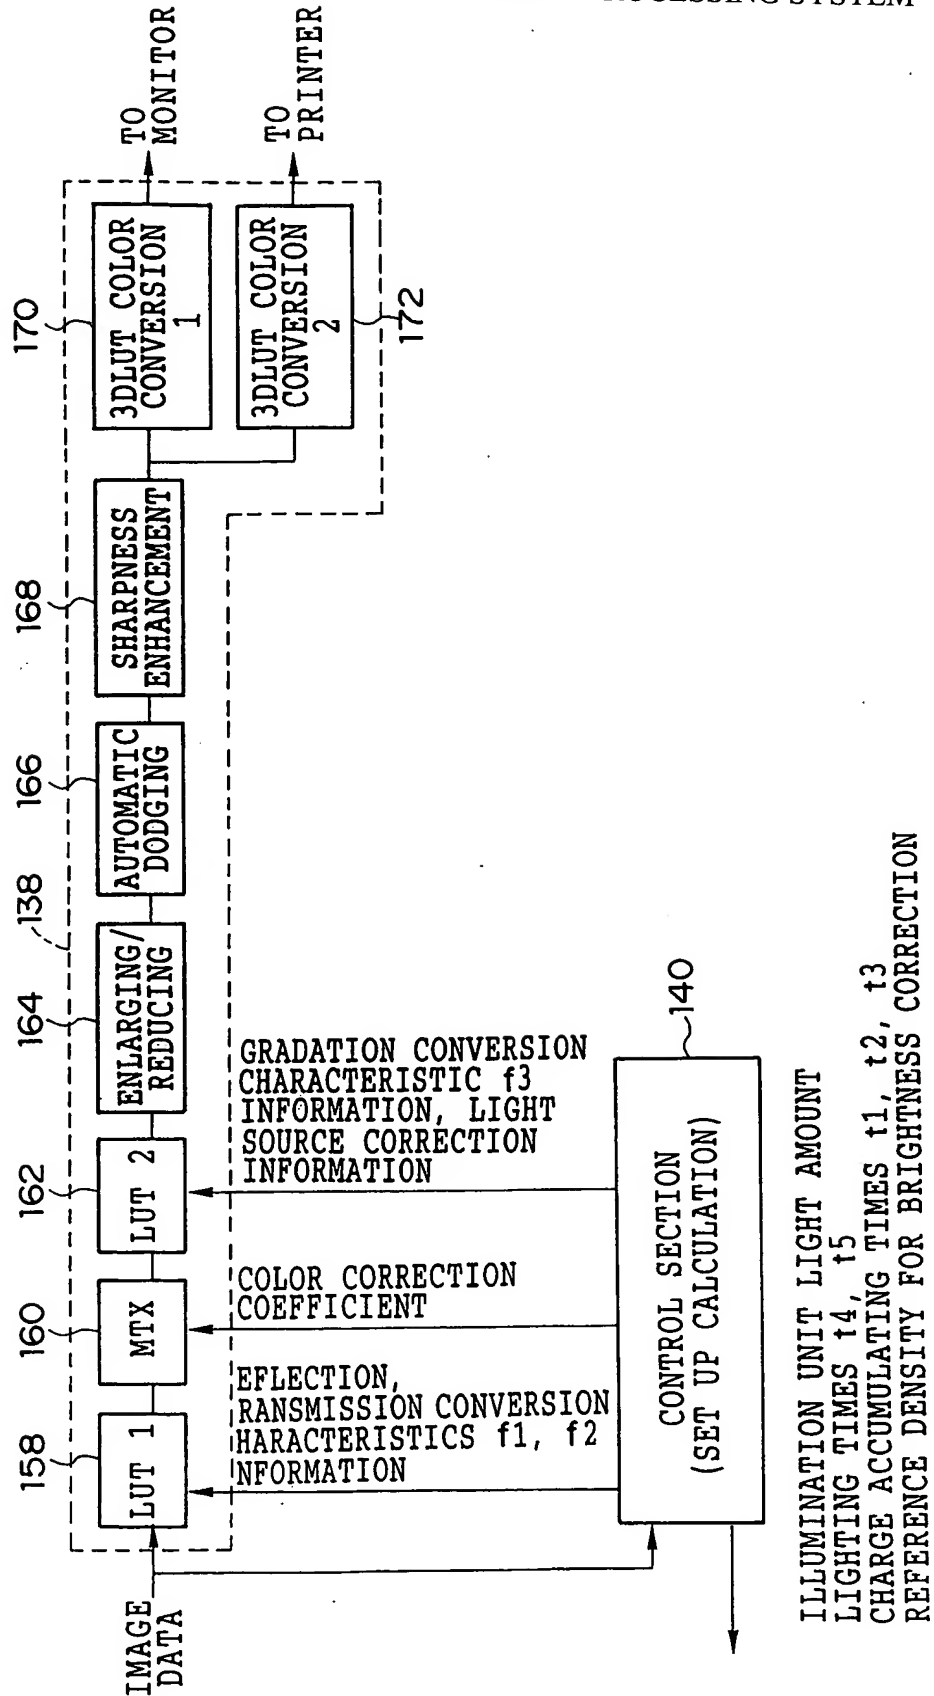 PROCESSING SYSTEM
170
3DLUT COLOR
CONVERSION
1
TO
MONITOR
3DLUT COLOR
CONVERSION
2
172
TO
PRINTER
168
SHARPNESS
ENHANCEMENT
166
AUTOMATIC
DODGING
138
164
ENLARGING/
REDUCING
162
LUT 2
160
MTX
158
LUT 1
IMAGE
DATA
GRADATION CONVERSION
CHARACTERISTIC f3
INFORMATION, LIGHT
SOURCE CORRECTION
INFORMATION
COLOR CORRECTION
COEFFICIENT
EFLECTION,
RANSMISSION CONVERSION
HARACTERISTICS f1, f2
NFORMATION
140
CONTROL SECTION
(SET UP CALCULATION)
ILLUMINATION UNIT LIGHT AMOUNT
LIGHTING TIMES t4, t5
CHARGE ACCUMULATING TIMES t1, t2, t3
REFERENCE DENSITY FOR BRIGHTNESS CORRECTION